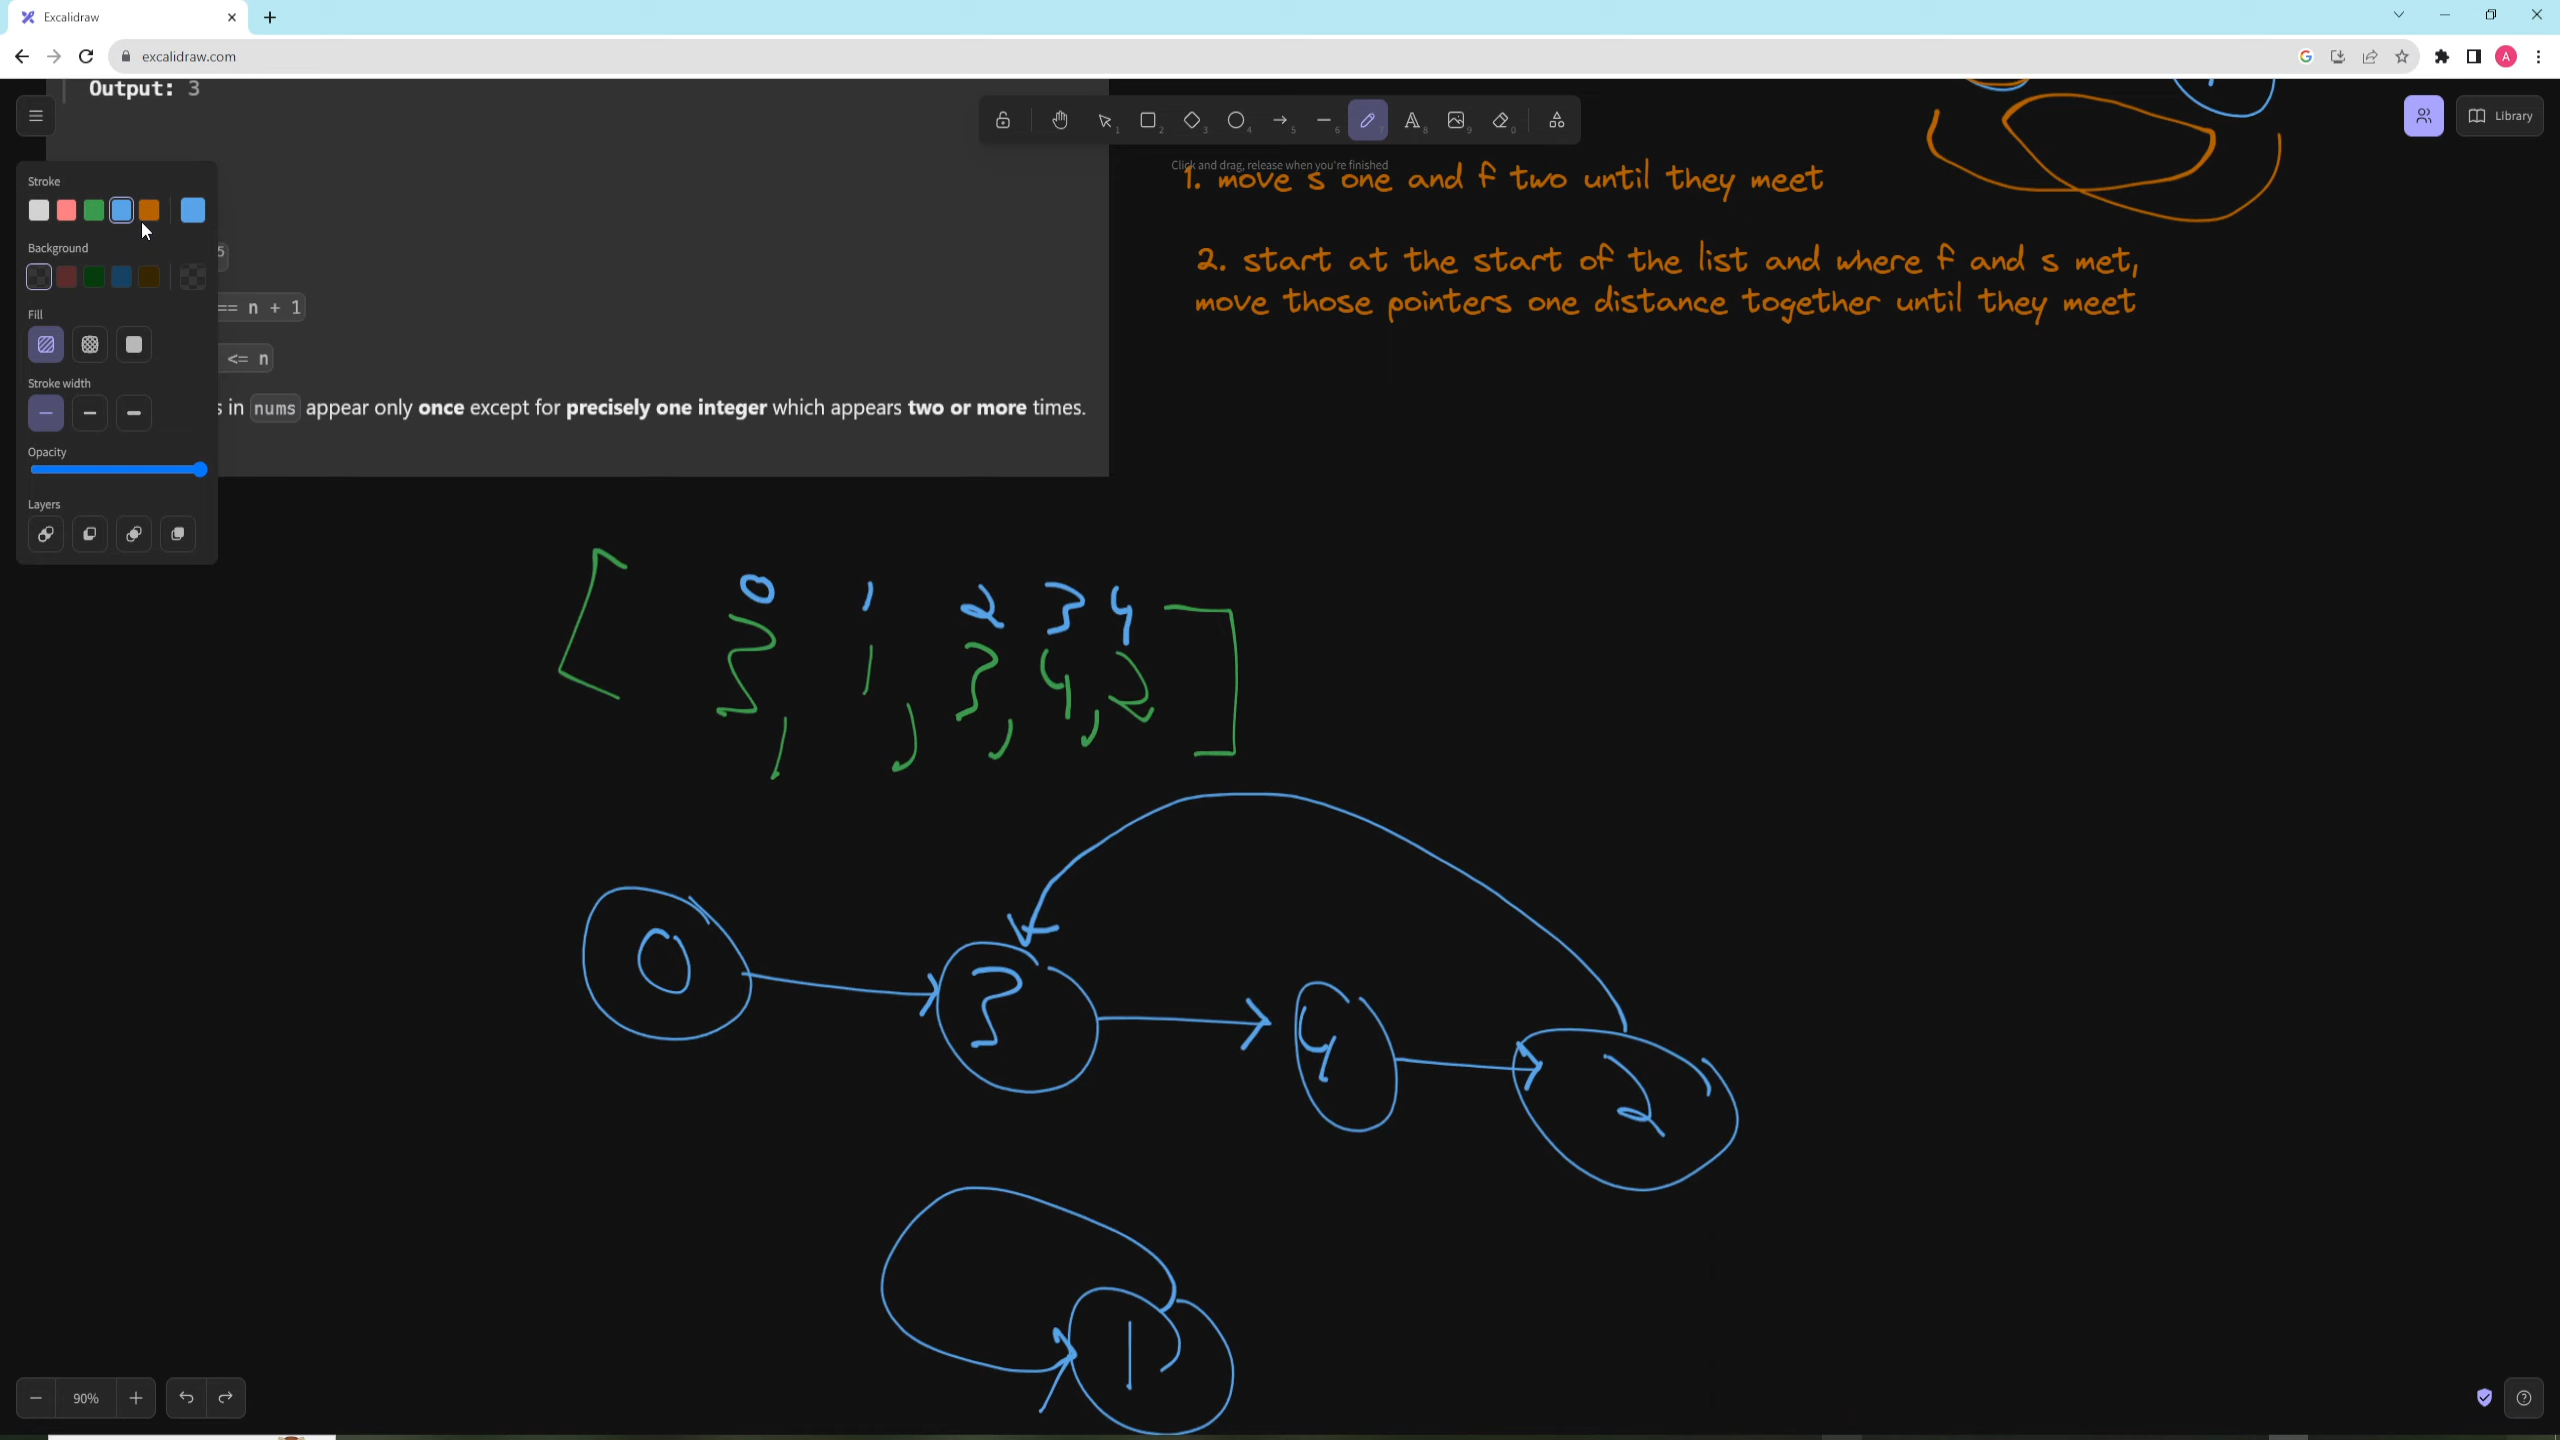 Excalidraw
excalidraw.com
Output: 3
Library
Click and drag, release when you're finished
1. move s one and f two until they meet
2. start at the start of the list and where f and s met,
move those pointers one distance together until they meet
Stroke
Background
5
== n + 1
Fill
<= n
Stroke width
s in nums appear only once except for precisely one integer which appears two or more times.
Opacity
Layers
0 1 2 3 4
[ 3, 1, 3, 4, 2 ]
0 3 4 2
1
90%